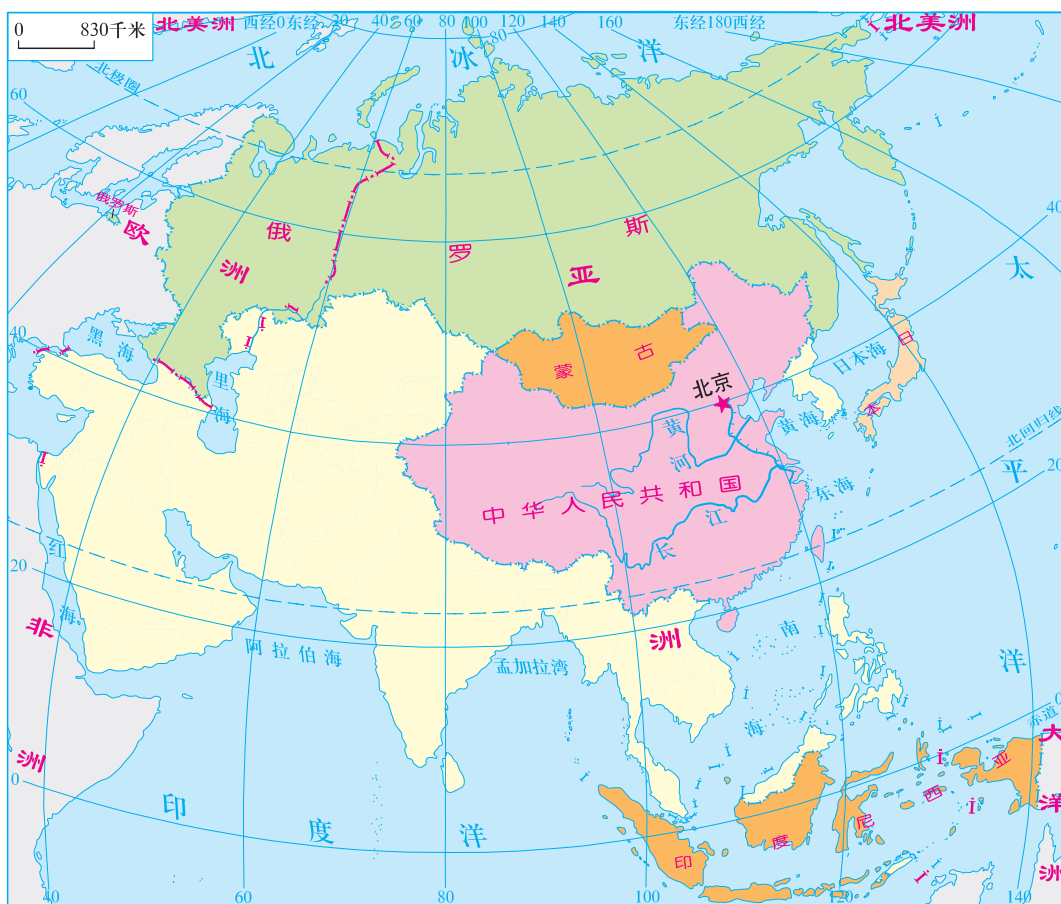 0 830千米
北美洲
西经0东经 20 40 60 80 100 120 140 160 东经180西经
北美洲
80
北冰洋
北极圈
60
俄罗斯
欧洲
俄罗斯
亚洲
40
太平洋
40
黑海
里海
蒙古
日本
日本海
北京
黄河
黄海
北回归线
20
中华人民共和国
长江
东海
红海
20
非洲
阿拉伯海
孟加拉湾
南海
赤道
0
大洋洲
0
印度洋
印度尼西亚
40 60 80 100 120 140